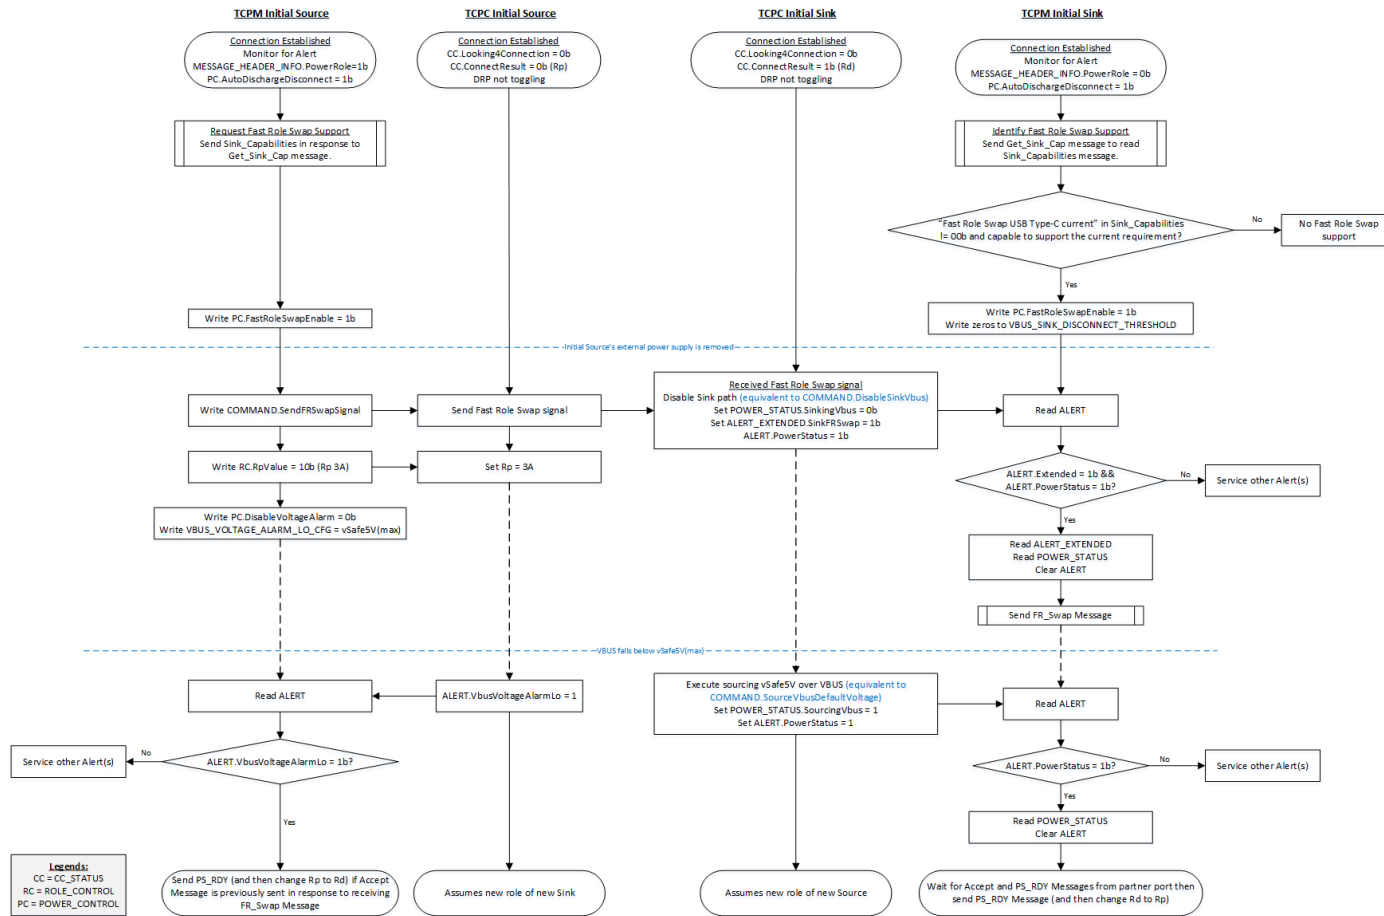 TCPM Initial Source
TCPC Initial Source
TCPC Initial Sink
TCPM Initial Sink
Connection Established
Monitor for Alert
MESSAGE_HEADER_INFO.PowerRole=1b
PC.AutoDischargeDisconnect = 1b
Connection Established
CC.Looking4Connection = 0b
CC.ConnectResult = 0b (Rp)
DRP not toggling
Connection Established
CC.Looking4Connection = 0b
CC.ConnectResult = 1b (Rd)
DRP not toggling
Connection Established
Monitor for Alert
MESSAGE_HEADER_INFO.PowerRole = 0b
PC.AutoDischargeDisconnect = 1b
Request Fast Role Swap Support
Send Sink_Capabilities in response to
Get_Sink_Cap message.
Identify Fast Role Swap Support
Send Get_Sink_Cap message to read
Sink_Capabilities message.
"Fast Role Swap USB Type-C current" in Sink_Capabilities
!= 00b and capable to support the current requirement?
No
No Fast Role Swap
support
Yes
Write PC.FastRoleSwapEnable = 1b
Write PC.FastRoleSwapEnable = 1b
Write zeros to VBUS_SINK_DISCONNECT_THRESHOLD
Initial Source's external power supply is removed
Write COMMAND.SendFRSwapSignal
Send Fast Role Swap signal
Received Fast Role Swap signal
Disable Sink path (equivalent to COMMAND.DisableSinkVbus)
Set POWER_STATUS.SinkingVbus = 0b
Set ALERT_EXTENDED.SinkFRSwap = 1b
ALERT.PowerStatus = 1b
Read ALERT
Write RC.RpValue = 10b (Rp 3A)
Set Rp = 3A
ALERT.Extended = 1b &&
ALERT.PowerStatus = 1b?
No
Service other Alert(s)
Yes
Write PC.DisableVoltageAlarm = 0b
Write VBUS_VOLTAGE_ALARM_LO_CFG = vSafe5V(max)
Read ALERT_EXTENDED
Read POWER_STATUS
Clear ALERT
Send FR_Swap Message
VBUS falls below vSafe5V(max)
Read ALERT
ALERT.VbusVoltageAlarmLo = 1
Execute sourcing vSafe5V over VBUS (equivalent to
COMMAND.SourceVbusDefaultVoltage)
Set POWER_STATUS.SourcingVbus = 1
Set ALERT.PowerStatus = 1
Read ALERT
Service other Alert(s)
No
ALERT.VbusVoltageAlarmLo = 1b?
Yes
ALERT.PowerStatus = 1b?
No
Service other Alert(s)
Yes
Read POWER_STATUS
Clear ALERT
Legends:
CC = CC_STATUS
RC = ROLE_CONTROL
PC = POWER_CONTROL
Send PS_RDY (and then change Rp to Rd) if Accept
Message is previously sent in response to receiving
FR_Swap Message
Assumes new role of new Sink
Assumes new role of new Source
Wait for Accept and PS_RDY Messages from partner port then
send PS_RDY Message (and then change Rd to Rp)